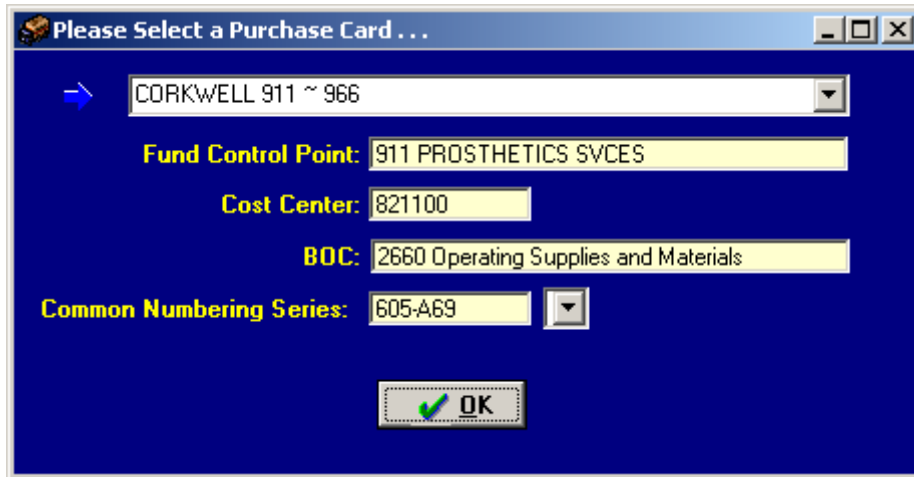 Please Select a Purchase Card . . .
CORKWELL 911 ~ 966
Fund Control Point: 911 PROSTHETICS SVCES
Cost Center: 821100
BOC: 2660 Operating Supplies and Materials
Common Numbering Series: 605-A69
OK